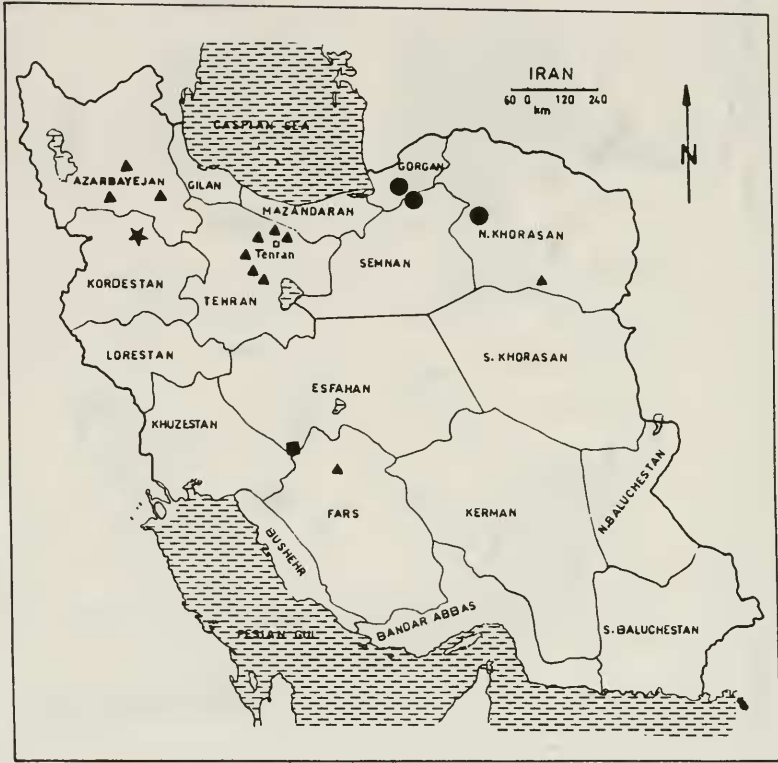 IRAN
60 0 120 240
km
N
CASPIAN SEA
GORGAN
AZARBAYEJAN
GILAN
MAZANDARAN
N. KHORASAN
Tenran
SEMNAN
KORDESTAN
TEHRAN
LORESTAN
S. KHORASAN
ESFAHAN
KHUZESTAN
N. BALUCHESTAN
FARS
KERMAN
BUSHEHR
BANDAR ABBAS
PESIAN GUL
S. BALUCHESTAN